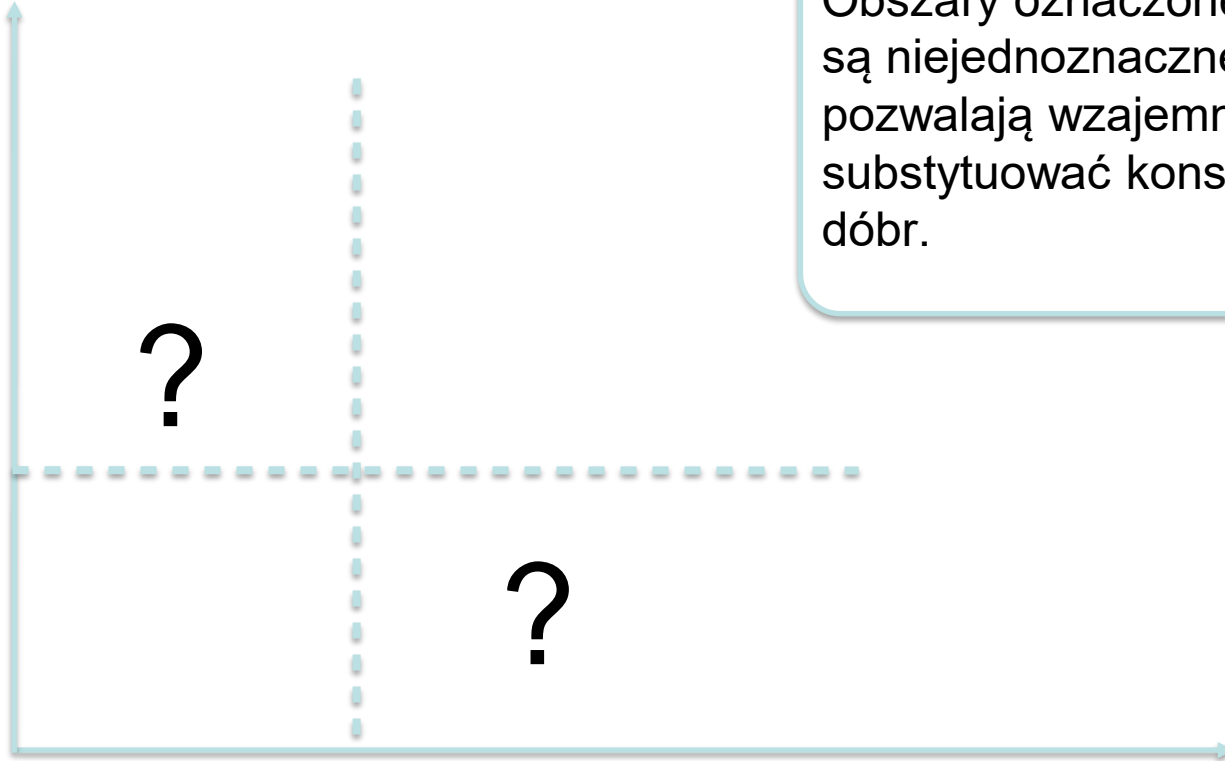 Obszary oznaczone
są niejednoznaczne
pozwalają
substytuować
dóbr.
?
?